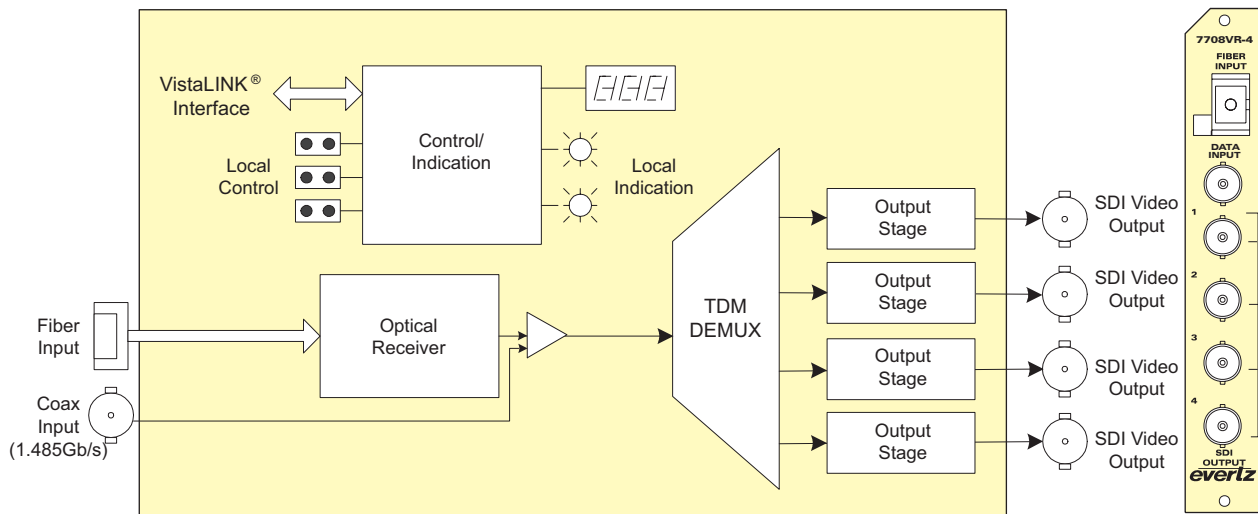 VistaLINK®
Interface
Local
Control
Control/
Indication
Local
Indication
Fiber
Input
Optical
Receiver
Coax
Input
(1.485Gb/s)
TDM
DEMUX
Output
Stage
Output
Stage
Output
Stage
Output
Stage
SDI Video
Output
SDI Video
Output
SDI Video
Output
SDI Video
Output
7708VR-4
FIBER
INPUT
DATA
INPUT
1
2
3
4
SDI
OUTPUT
evertz